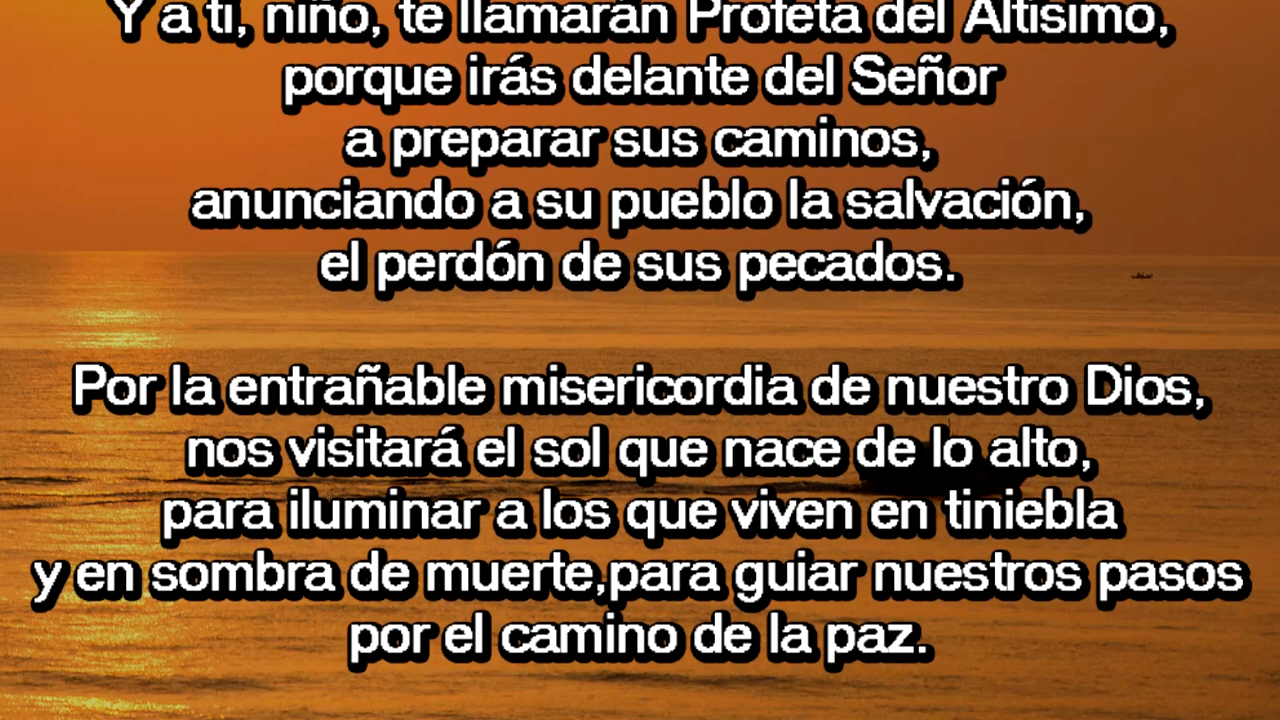 Y a ti, niño, te llamarán Profeta del Altísimo,
porque irás delante del Señor
a preparar sus caminos,
anunciando a su pueblo la salvación,
el perdón de sus pecados.
Por la entrañable misericordia de nuestro Dios,
nos visitará el sol que nace de lo alto,
para iluminar a los que viven en tiniebla
y en sombra de muerte,para guiar nuestros pasos
por el camino de la paz.